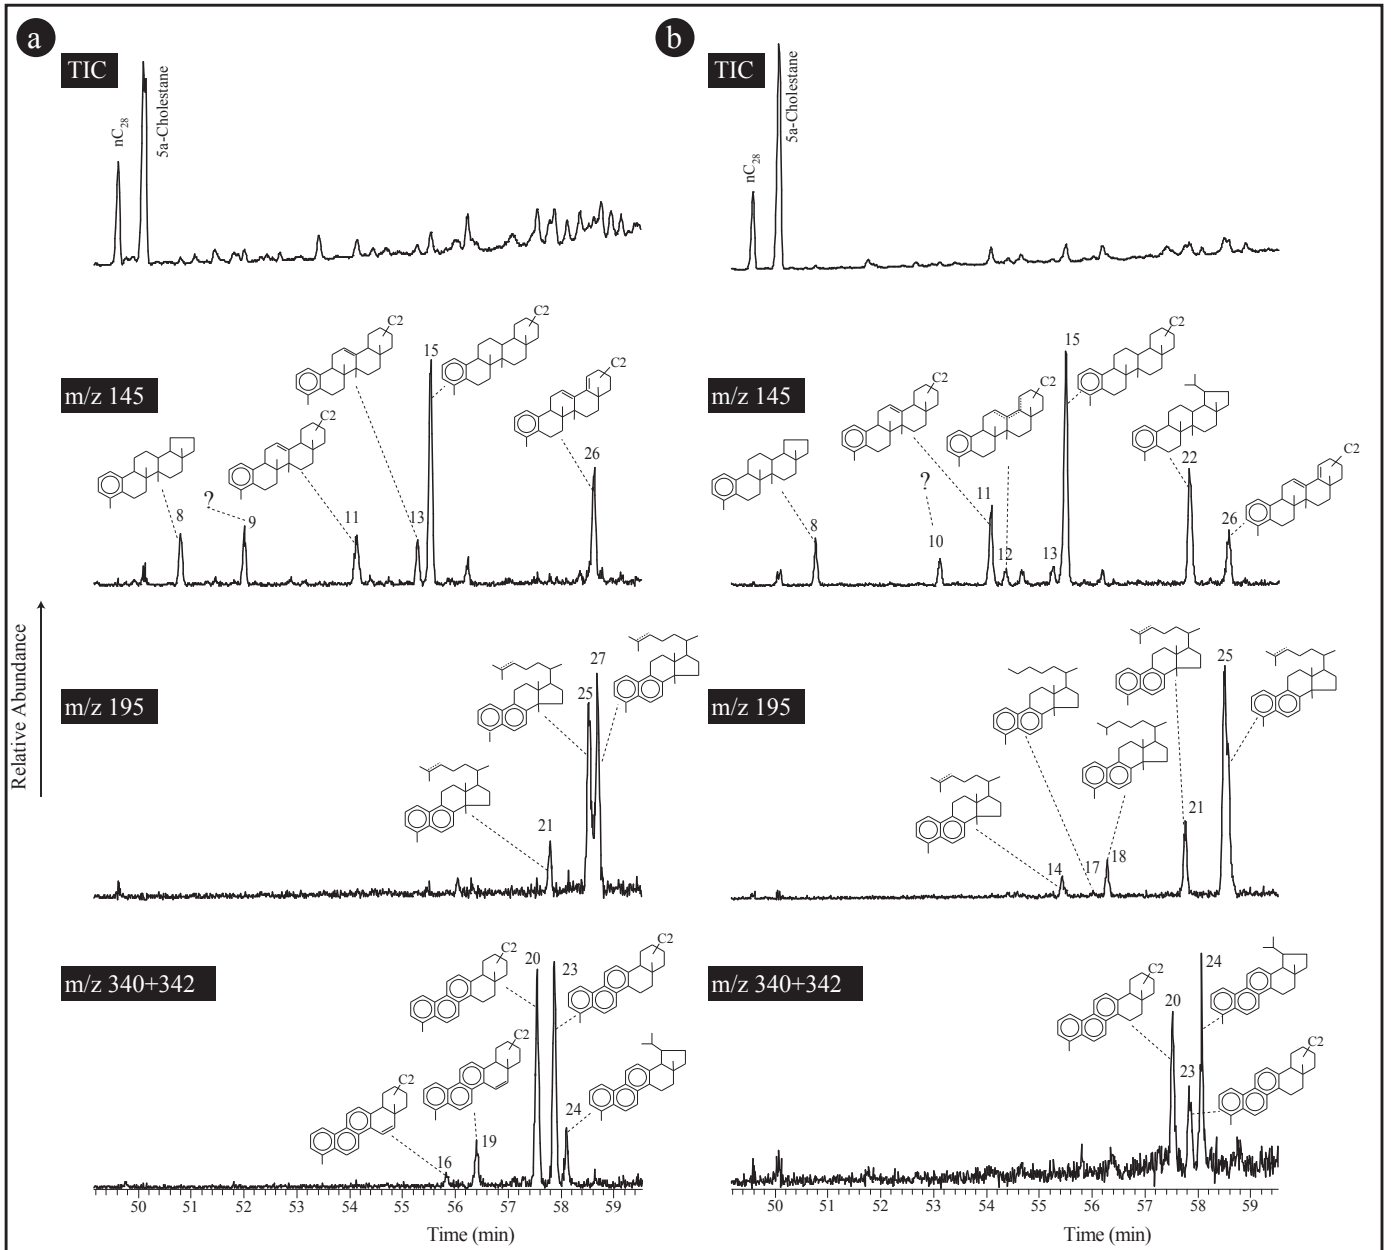 a
TIC
nC28
5a-Cholestane
m/z 145
8
?
9
C2
11
C2
13
15
C2
C2
26
m/z 195
21
25
27
m/z 340+342
C2
16
C2
19
C2
20
23
C2
24
50 51 52 53 54 55 56 57 58 59
Time (min)
Relative Abundance
b
TIC
nC28
5a-Cholestane
m/z 145
8
?
10
C2
11
C2
12
13
15
C2
22
C2
26
m/z 195
14
17
18
21
25
m/z 340+342
C2
20
23
C2
24
50 51 52 53 54 55 56 57 58 59
Time (min)